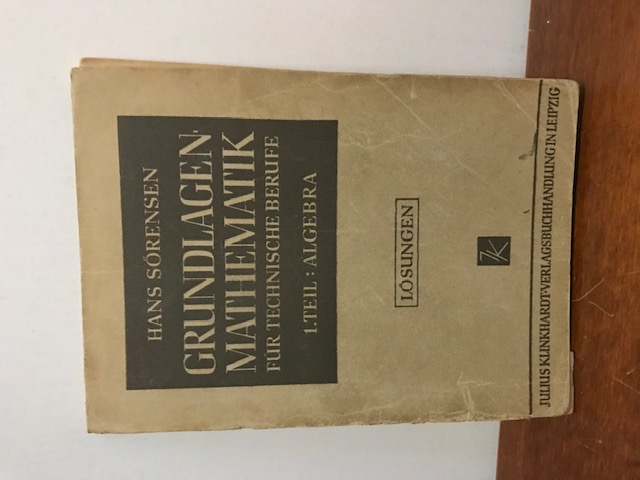 HANS SÖRENSEN
GRUNDLAGEN-
MATHEMATIK
FÜR TECHNISCHE BERUFE
1. TEIL : ALGEBRA
LÖSUNGEN
JK
JULIUS KLINKHARDT·VERLAGSBUCHHANDLUNG IN LEIPZIG